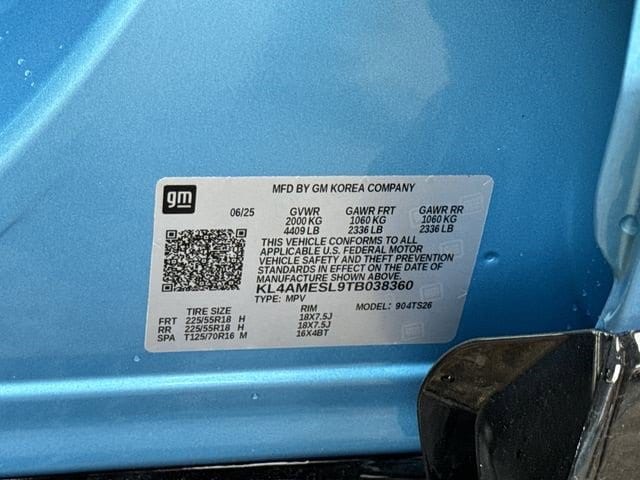 gm
MFD BY GM KOREA COMPANY
06/25 GVWR GAWR FRT GAWR RR
2000 KG 1060 KG 1060 KG
4409 LB 2336 LB 2336 LB
THIS VEHICLE CONFORMS TO ALL
APPLICABLE U.S. FEDERAL MOTOR
VEHICLE SAFETY AND THEFT PREVENTION
STANDARDS IN EFFECT ON THE DATE OF
MANUFACTURE SHOWN ABOVE.
KL4AMESL9TB038360
TYPE: MPV MODEL: 904TS26
TIRE SIZE RIM
FRT 225/55R18 H 18X7.5J
RR 225/55R18 H 18X7.5J
SPA T125/70R16 M 16X4BT